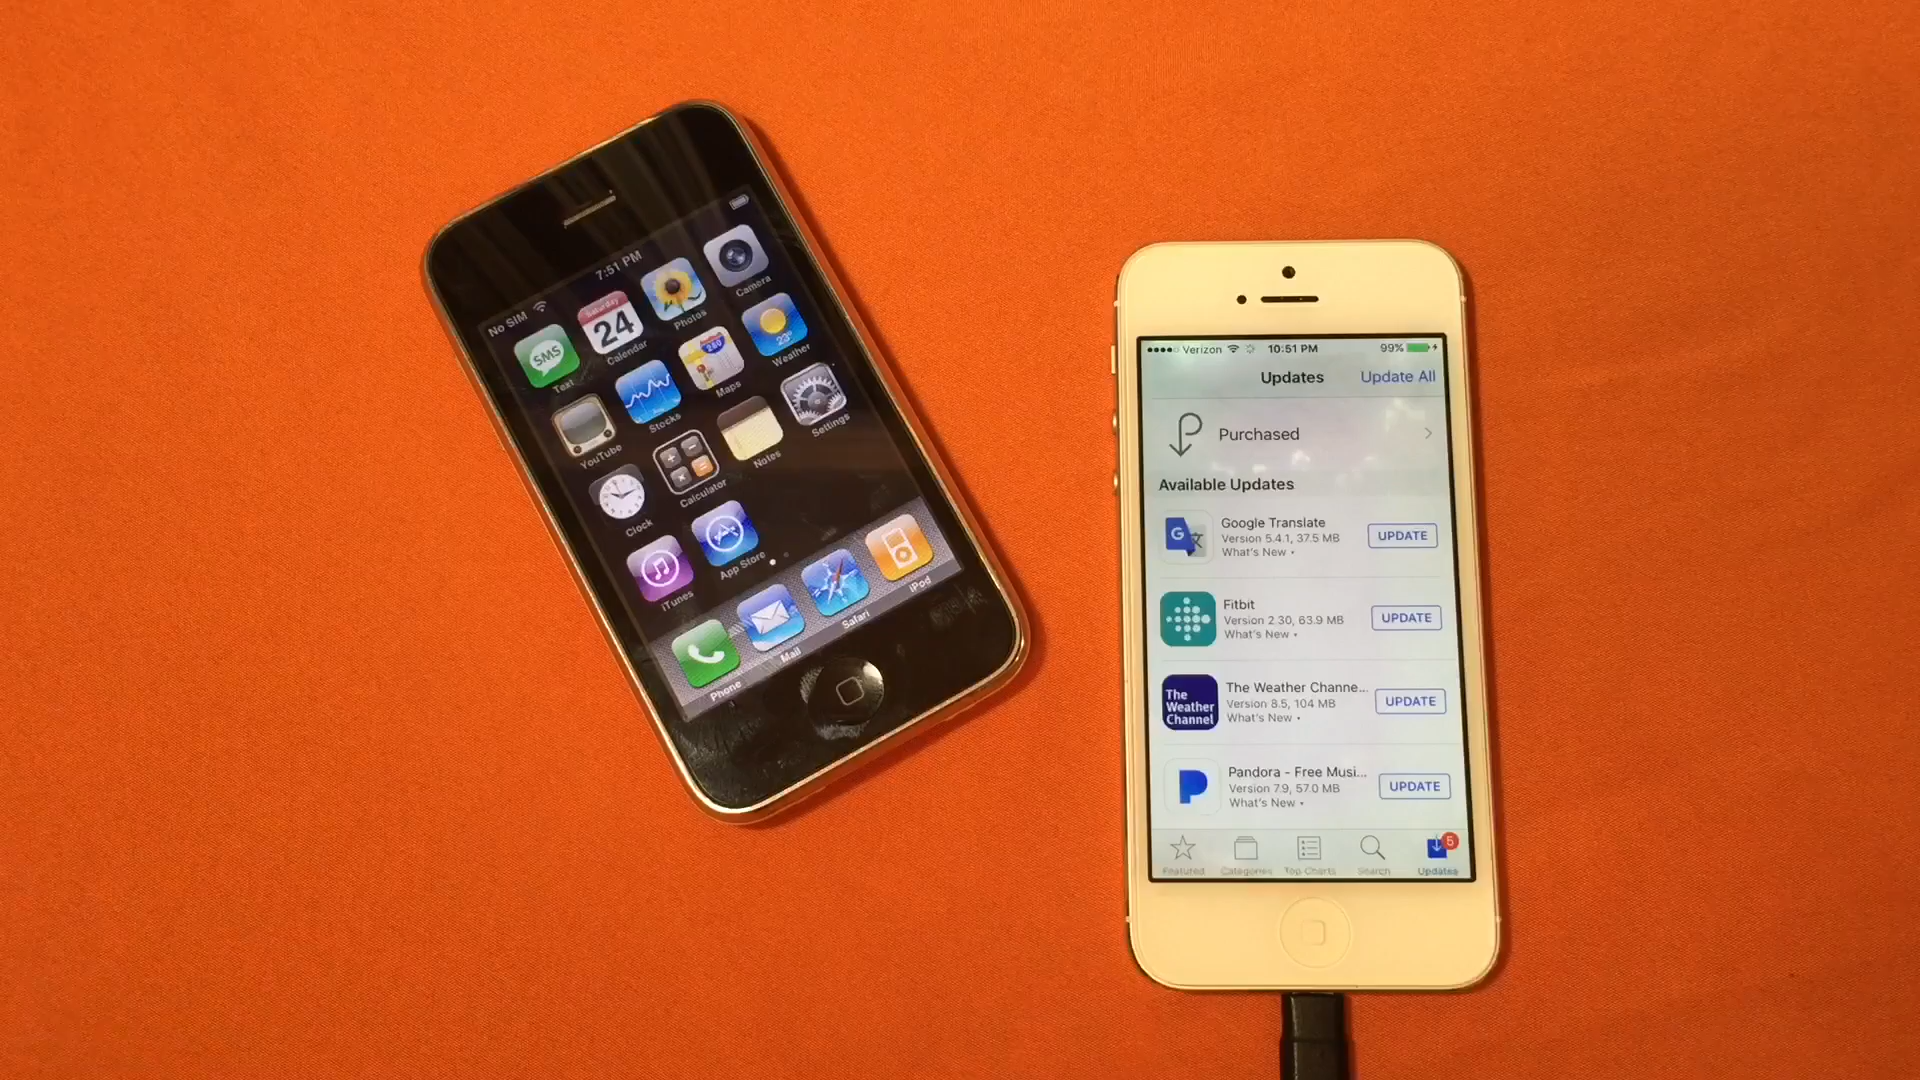 No SIM 7:51 PM
SMS
Text
Saturday
24
Calendar
Photos
Camera
YouTube
Stocks
280
Maps
23°
Weather
Clock
Calculator
Notes
Settings
iTunes
App Store
Phone
Mail
Safari
iPod
Verizon 10:51 PM 99%
Updates Update All
Purchased
Available Updates
Google Translate
Version 5.4.1, 37.5 MB
What's New
UPDATE
Fitbit
Version 2.30, 63.9 MB
What's New
UPDATE
The
Weather
Channel
The Weather Channe...
Version 8.5, 104 MB
What's New
UPDATE
P
Pandora - Free Musi...
Version 7.9, 57.0 MB
What's New
UPDATE
5
Featured Categories Top Charts Search Updates